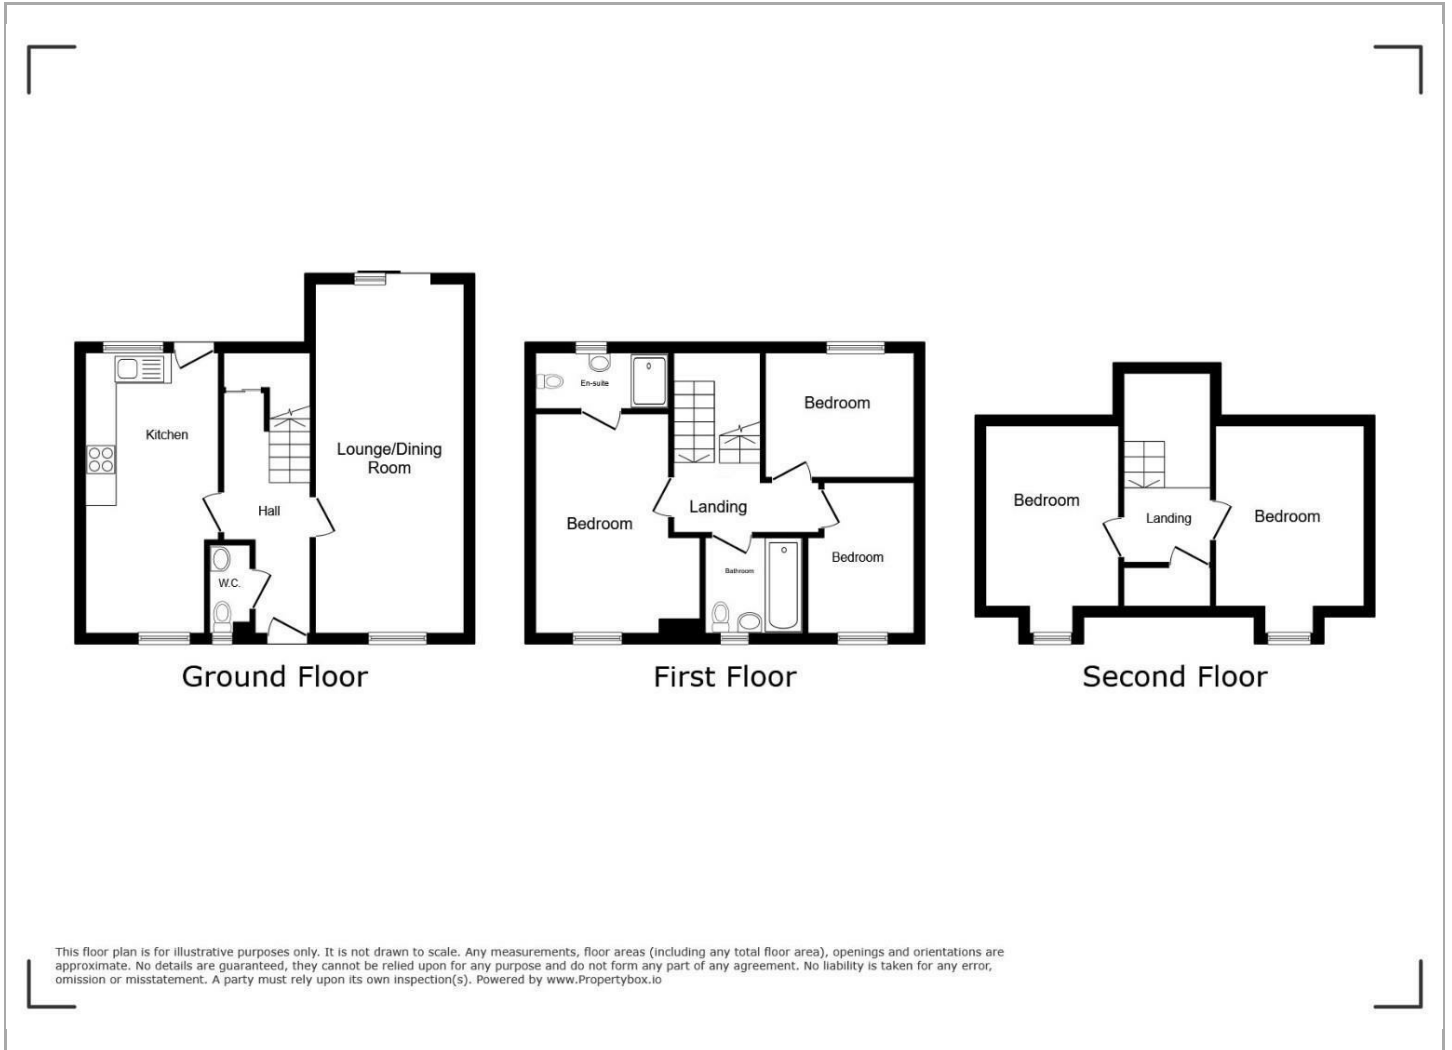 Kitchen
Lounge/Dining
Room
Hall
W.C.
Ground Floor
En-suite
Bedroom
Landing
Bedroom
Bedroom
Bathroom
First Floor
Bedroom
Landing
Bedroom
Second Floor
This floor plan is for illustrative purposes only. It is not drawn to scale. Any measurements, floor areas (including any total floor area), openings and orientations are
approximate. No details are guaranteed, they cannot be relied upon for any purpose and do not form any part of any agreement. No liability is taken for any error,
omission or misstatement. A party must rely upon its own inspection(s). Powered by www.Propertybox.io